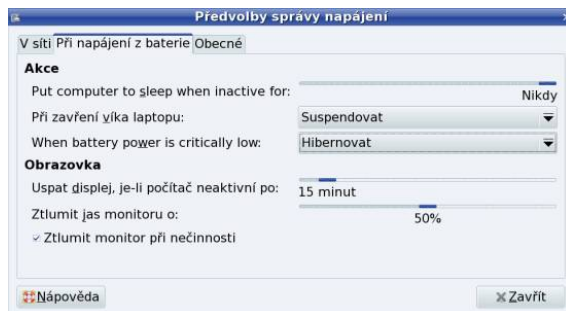 Předvolby správy napájení
V síti Při napájení z baterie Obecné
Akce
Put computer to sleep when inactive for:
Nikdy
Při zavření víka laptopu: Suspendovat
When battery power is critically low: Hibernovat
Obrazovka
Uspat displej, je-li počítač neaktivní po: 15 minut
Ztlumit jas monitoru o: 50%
Ztlumit monitor při nečinnosti
Nápověda Zavřít